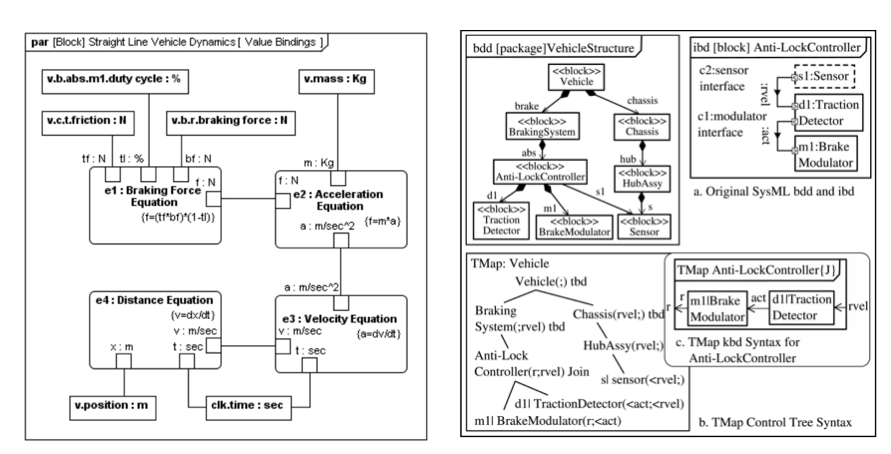 par [Block] Straight Line Vehicle Dynamics [ Value Bindings ]
v.b.abs.m1.duty cycle : %
v.mass : Kg
v.c.t.friction : N
v.b.r.braking force : N
tf : N
tl : %
bf : N
m : Kg
f : N
f : N
e1 : Braking Force
Equation
{f=(tf*bf)*(1-tl)}
e2 : Acceleration
Equation
{f=m*a}
a : m/sec^2
a : m/sec^2
e4 : Distance Equation
{v=dx/dt}
v : m/sec
x : m
t : sec
e3 : Velocity Equation
v : m/sec
{a=dv/dt}
t : sec
v.position : m
clk.time : sec
bdd [package]VehicleStructure
<<block>>
Vehicle
brake
chassis
<<block>>
BrakingSystem
<<block>>
Chassis
abs
hub
<<block>>
Anti-LockController
<<block>>
HubAssy
d1
m1
s1
s
<<block>>
Traction
Detector
<<block>>
BrakeModulator
<<block>>
Sensor
ibd [block] Anti-LockController
c2:sensor
interface
:rvel
s1:Sensor
c1:modulator
interface
:act
d1:Traction
Detector
m1:Brake
Modulator
a. Original SysML bdd and ibd
TMap: Vehicle
Vehicle(;) tbd
Braking
System(;rvel) tbd
Chassis(rvel;) tbd
Anti-Lock
Controller(r;rvel) Join
HubAssy(rvel;)
s| sensor(<rvel;)
d1| TractionDetector(<act;<rvel)
m1| BrakeModulator(r;<act)
TMap Anti-LockController{J}
r
r
m1||Brake
Modulator
act
d1||Traction
Detector
rvel
c. TMap kbd Syntax for
Anti-LockController
b. TMap Control Tree Syntax